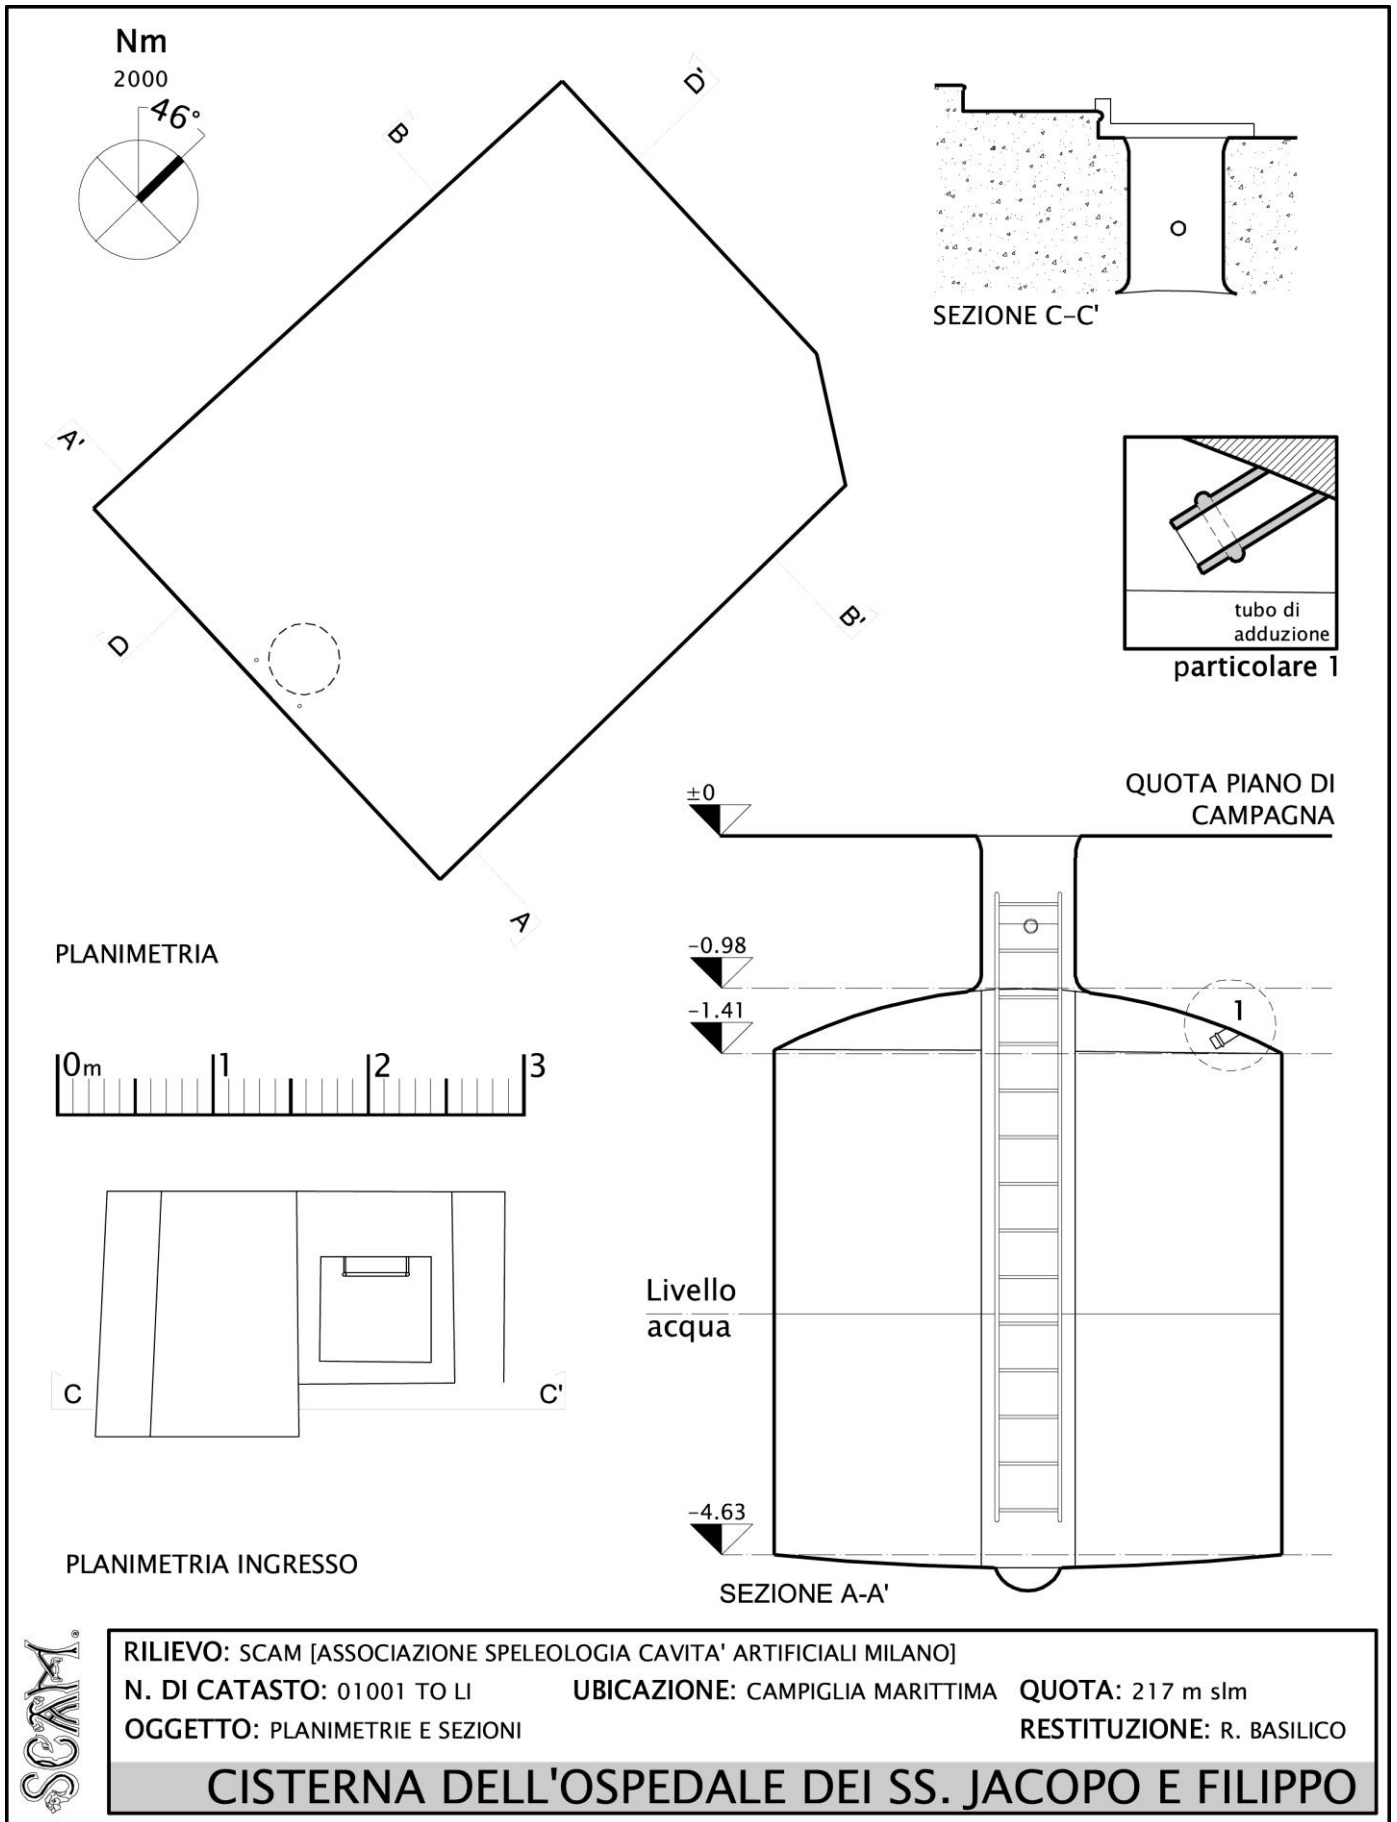 Nm
2000
46°
B
D'
SEZIONE C-C'
A'
D
B'
A
tubo di
adduzione
particolare 1
PLANIMETRIA
±0
QUOTA PIANO DI
CAMPAGNA
-0.98
-1.41
1
0m 1 2 3
Livello
acqua
C C'
-4.63
PLANIMETRIA INGRESSO
SEZIONE A-A'
SCAM®
RILIEVO: SCAM [ASSOCIAZIONE SPELEOLOGIA CAVITA' ARTIFICIALI MILANO]
N. DI CATASTO: 01001 TO LI UBICAZIONE: CAMPIGLIA MARITTIMA QUOTA: 217 m slm
OGGETTO: PLANIMETRIE E SEZIONI RESTITUZIONE: R. BASILICO
CISTERNA DELL'OSPEDALE DEI SS. JACOPO E FILIPPO